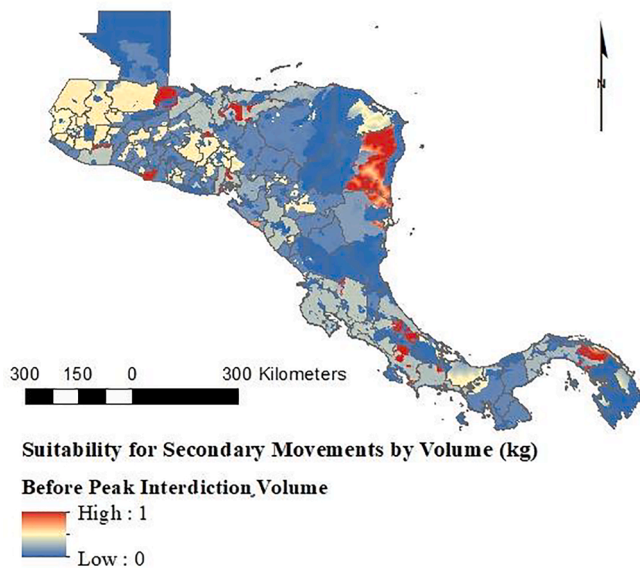 N
300 150 0 300 Kilometers
Suitability for Secondary Movements by Volume (kg)
Before Peak Interdiction Volume
High : 1
Low : 0